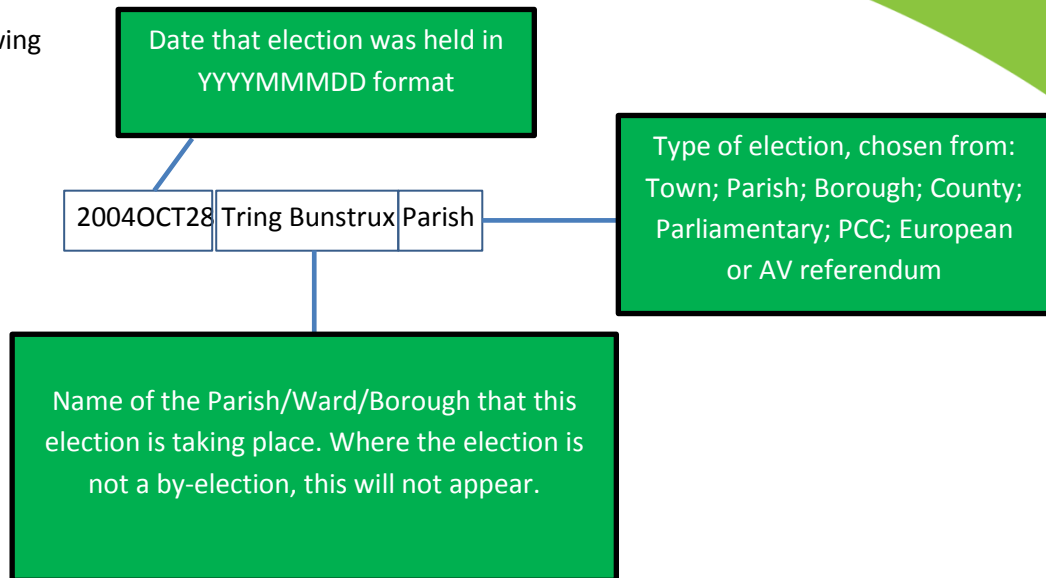 ving
Date that election was held in
YYYYMMMDD format
Type of election, chosen from:
Town; Parish; Borough; County;
Parliamentary; PCC; European
or AV referendum
2004OCT28 Tring Bunstrux Parish
Name of the Parish/Ward/Borough that this
election is taking place. Where the election is
not a by-election, this will not appear.